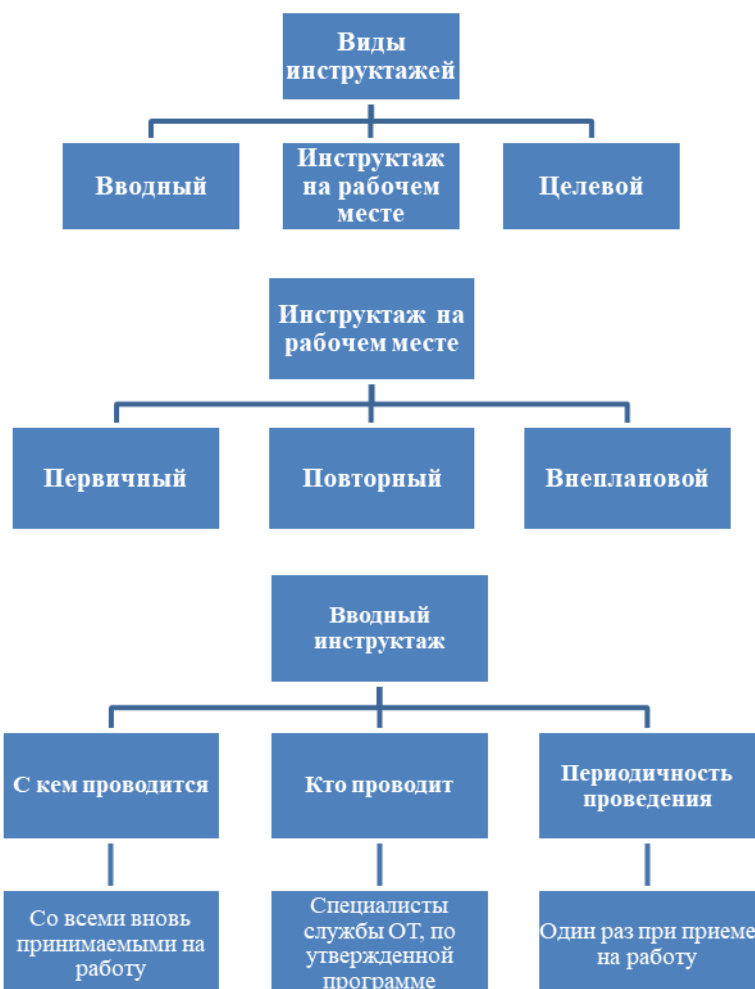 Виды
инструктажей
Вводный
Инструктаж
на рабочем
месте
Целевой
Инструктаж на
рабочем месте
Первичный
Повторный
Внеплановой
Вводный
инструктаж
С кем проводится
Кто проводит
Периодичность
проведения
Со всеми вновь
принимаемыми на
работу
Специалисты
службы ОТ, по
утвержденной
программе
Один раз при приеме
на работу